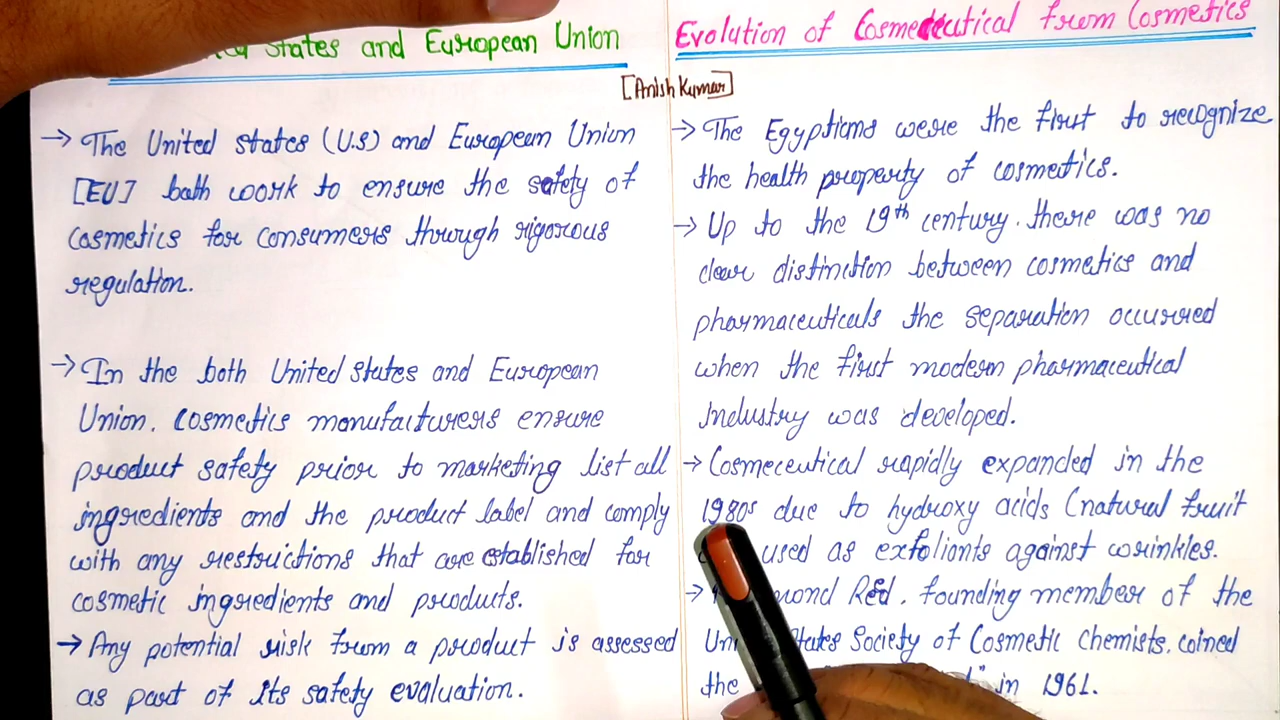 States and European Union
[Anish Kumar]
→ The United states (U.S) and European Union
[EU] bath work to ensure the safety of
cosmetics for consumers through rigorous
regulation.
→ In the both United states and European
Union. cosmetics manufacturers ensure
product safety prior to marketing list all
ingredients and the product label and comply
with any restrictions that are established for
cosmetic ingredients and products.
→ Any potential risk from a product is assessed
as part of its safety evaluation.
Evolution of Cosmedeutical from Cosmetics
→ The Egyptians were the first to recognize
the health property of cosmetics.
→ Up to the 19th century. there was no
clear distinction between cosmetics and
pharmaceuticals the separation occurred
when the first modern pharmaceutical
industry was developed.
→ Cosmeceutical rapidly expanded in the
1980s due to hydroxy acids (natural fruit
used as exfoliants against wrinkles.
→ Red. founding member of the
States Society of Cosmetic chemists. coined
the in 1961.